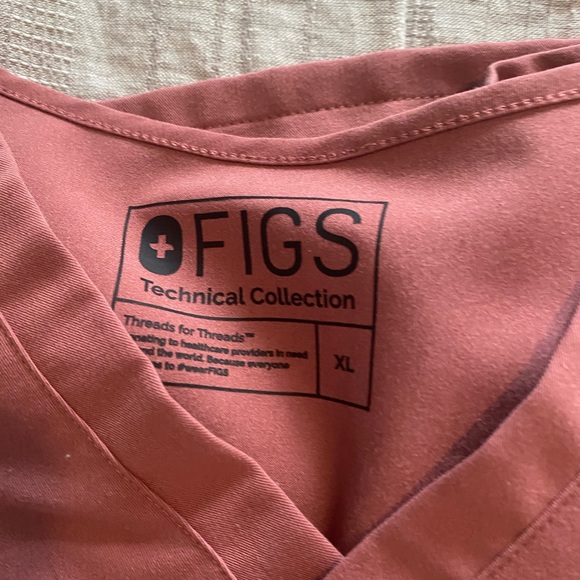 FIGS
Technical Collection
Threads for Threads™
to healthcare providers in need
the world. Because everyone
to #wearFIGS
XL